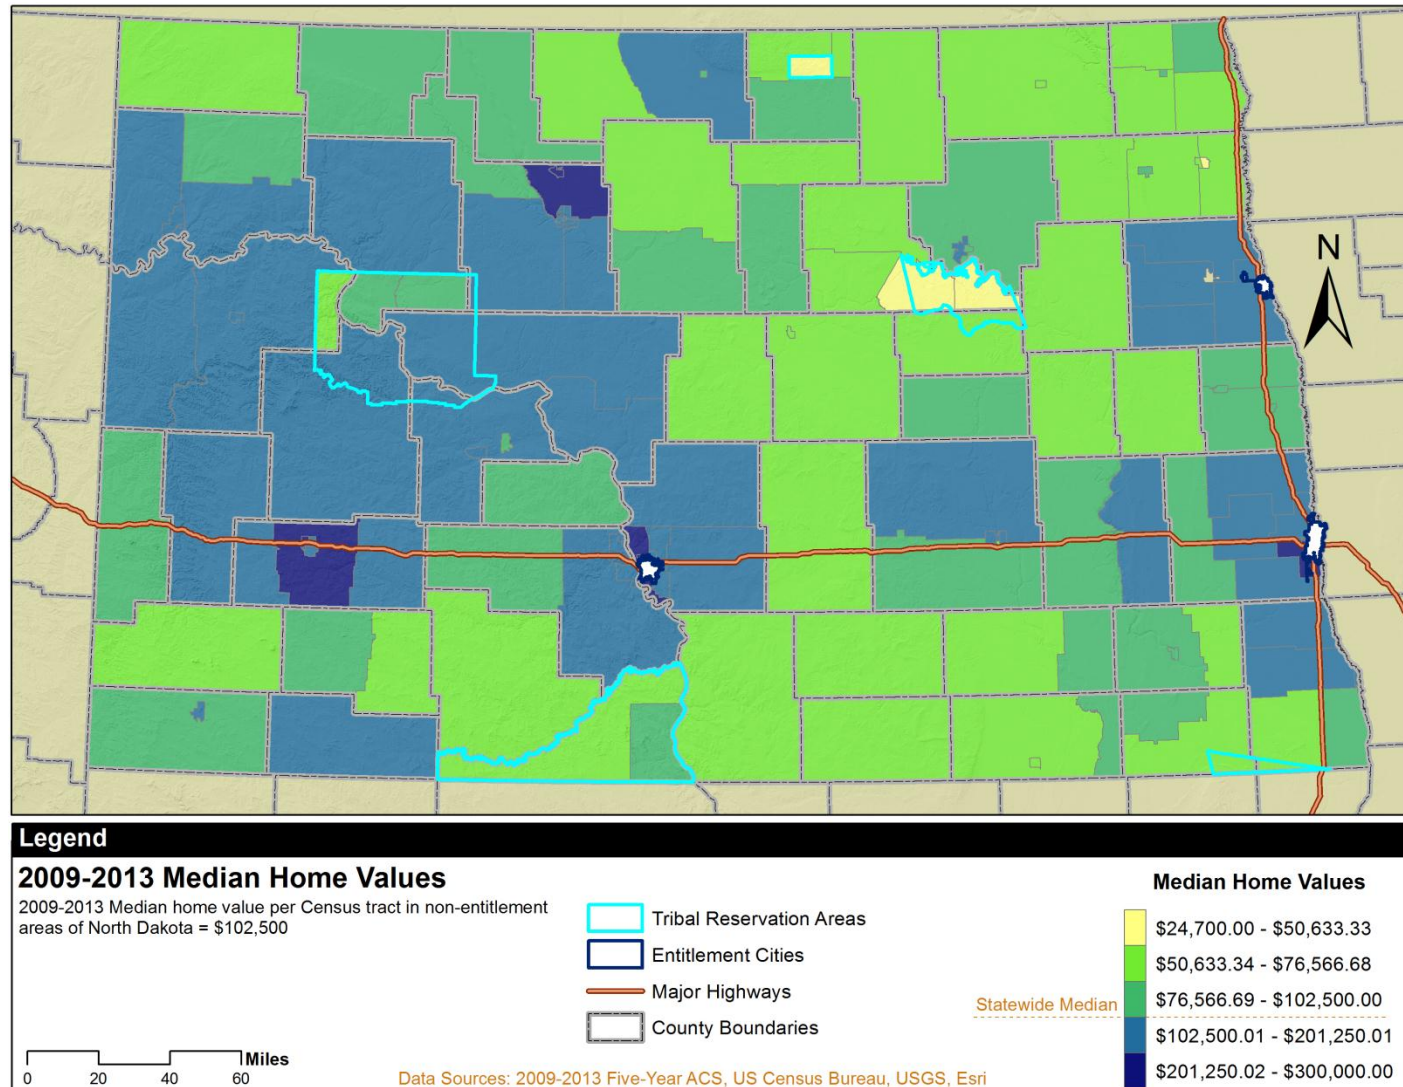 N
Legend
2009-2013 Median Home Values
2009-2013 Median home value per Census tract in non-entitlement
areas of North Dakota = $102,500
0 20 40 60 Miles
Tribal Reservation Areas
Entitlement Cities
Major Highways
County Boundaries
Data Sources: 2009-2013 Five-Year ACS, US Census Bureau, USGS, Esri
Median Home Values
$24,700.00 - $50,633.33
$50,633.34 - $76,566.68
$76,566.69 - $102,500.00
Statewide Median
$102,500.01 - $201,250.01
$201,250.02 - $300,000.00